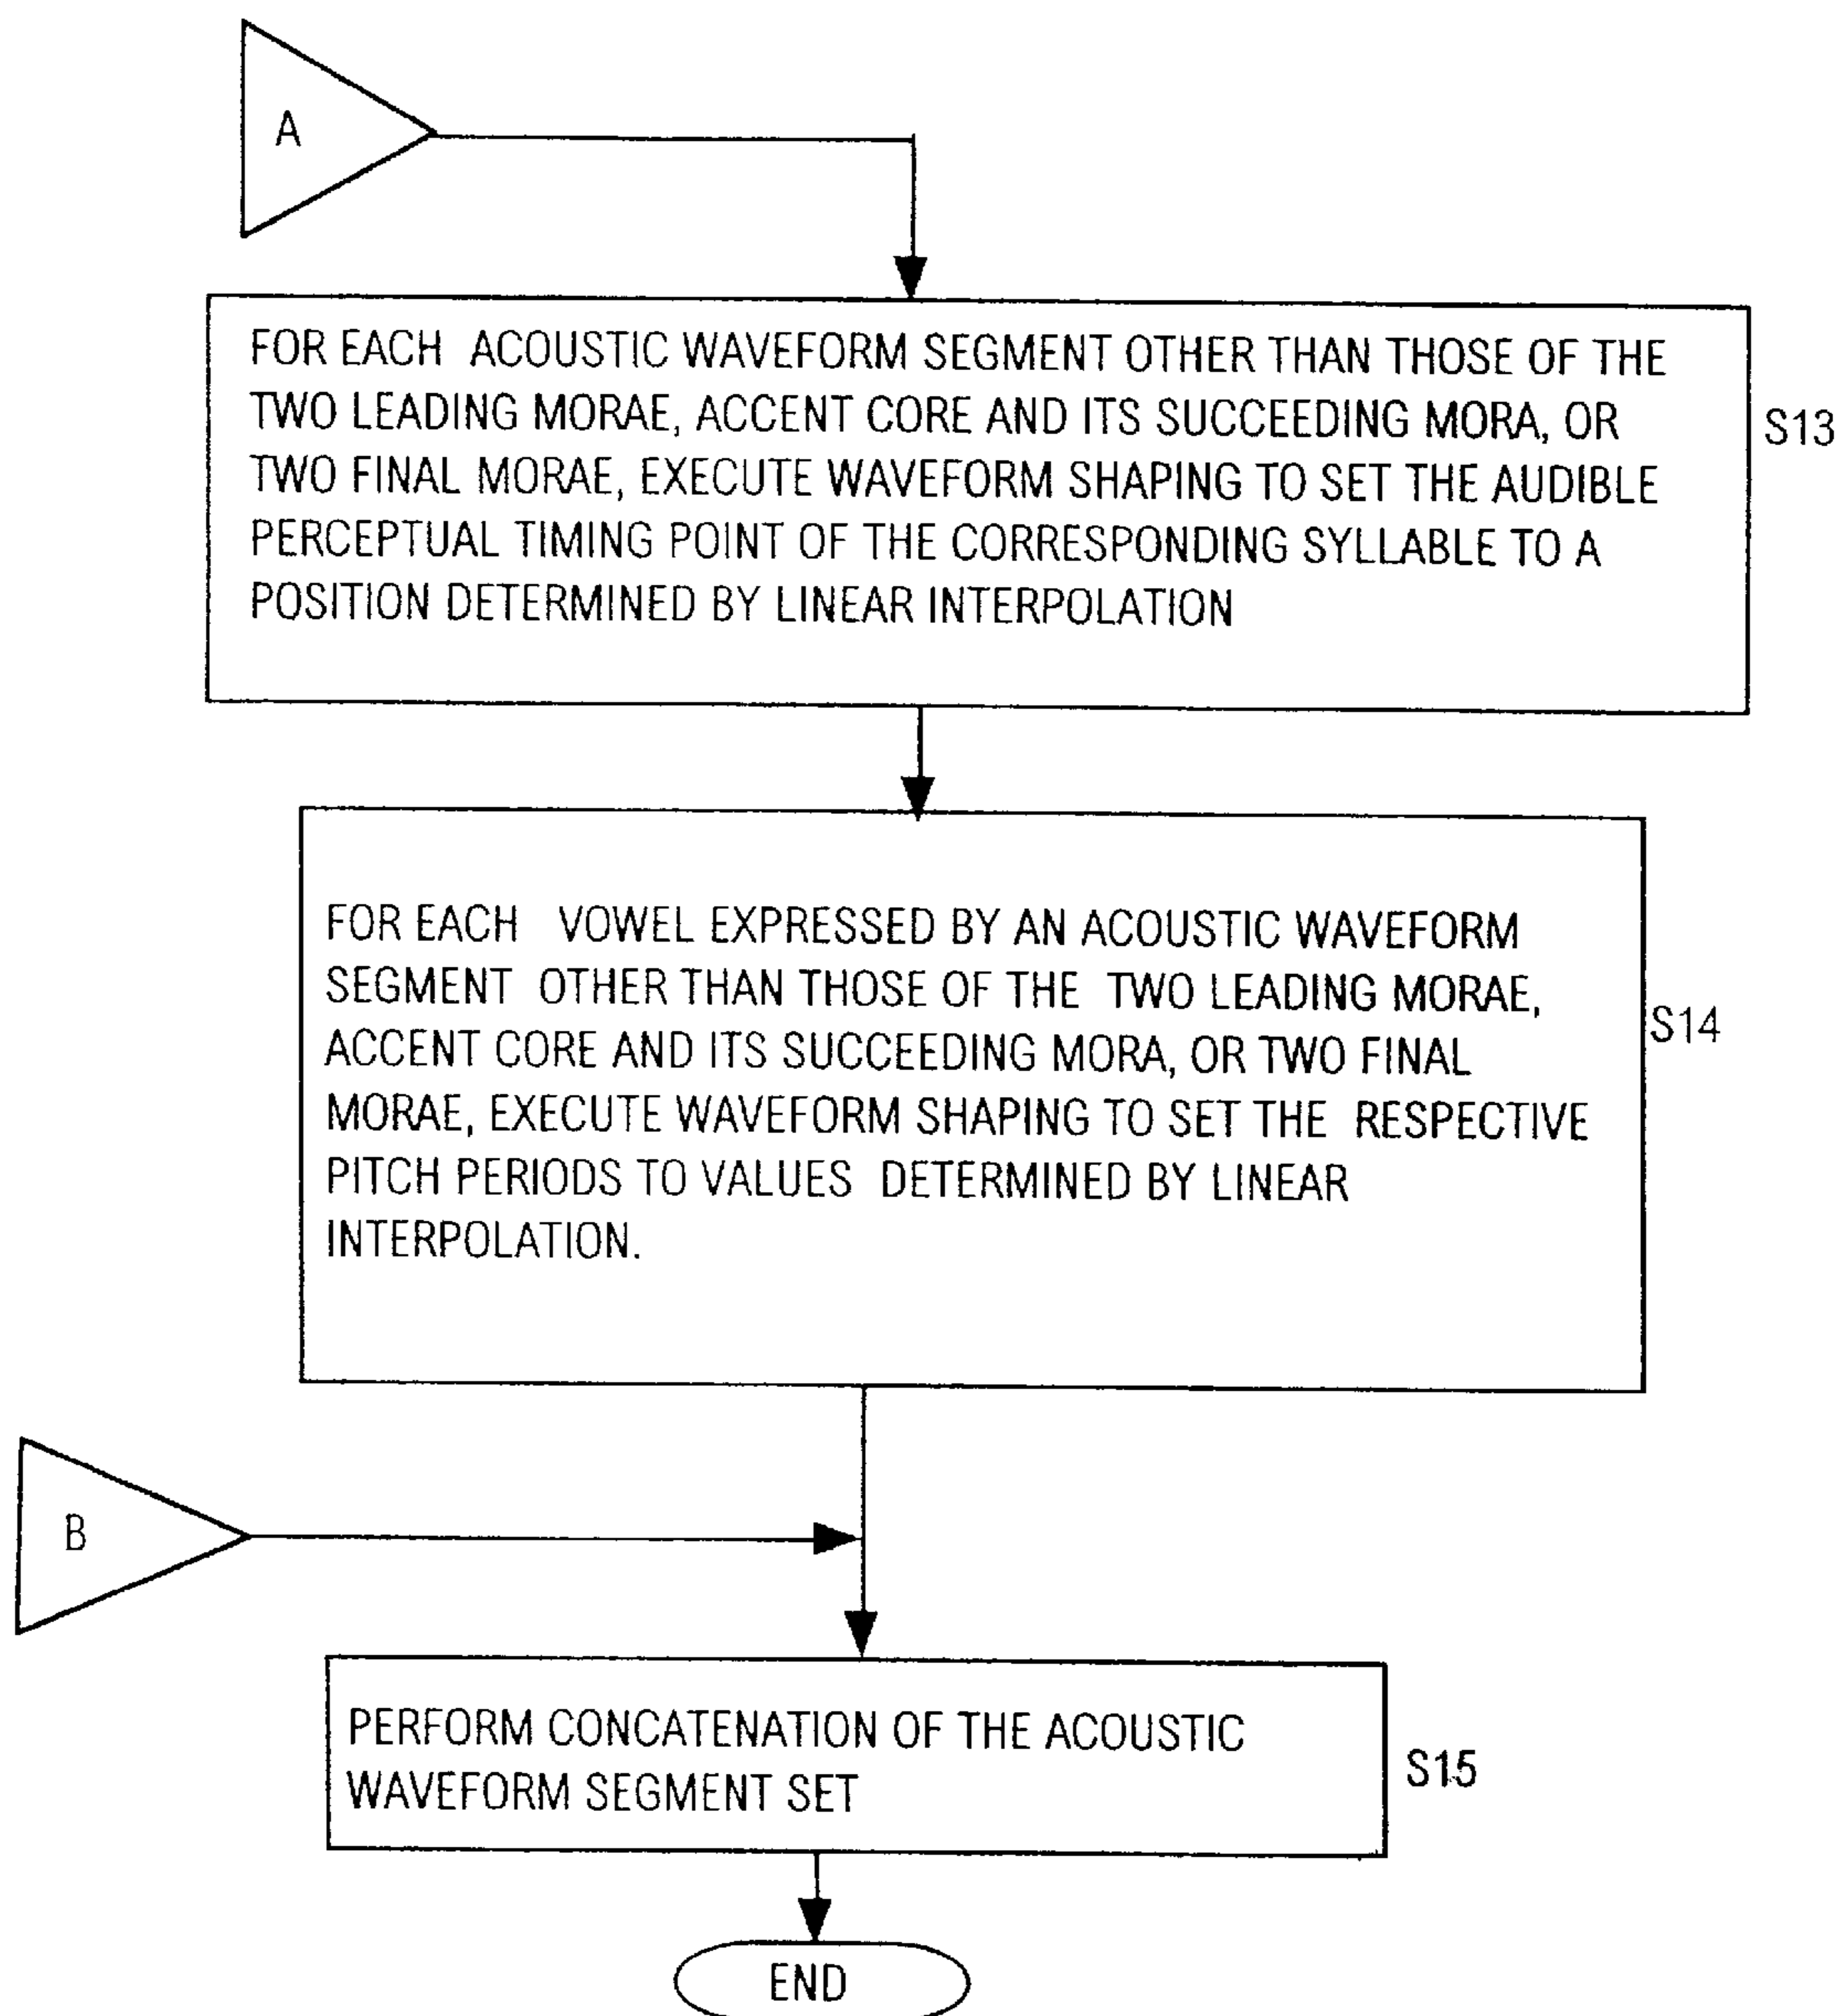 A
FOR EACH ACOUSTIC WAVEFORM SEGMENT OTHER THAN THOSE OF THE
TWO LEADING MORAE, ACCENT CORE AND ITS SUCCEEDING MORA, OR
TWO FINAL MORAE, EXECUTE WAVEFORM SHAPING TO SET THE AUDIBLE
PERCEPTUAL TIMING POINT OF THE CORRESPONDING SYLLABLE TO A
POSITION DETERMINED BY LINEAR INTERPOLATION
S13
FOR EACH VOWEL EXPRESSED BY AN ACOUSTIC WAVEFORM
SEGMENT OTHER THAN THOSE OF THE TWO LEADING MORAE,
ACCENT CORE AND ITS SUCCEEDING MORA, OR TWO FINAL
MORAE, EXECUTE WAVEFORM SHAPING TO SET THE RESPECTIVE
PITCH PERIODS TO VALUES DETERMINED BY LINEAR
INTERPOLATION.
S14
B
PERFORM CONCATENATION OF THE ACOUSTIC
WAVEFORM SEGMENT SET
S15
END